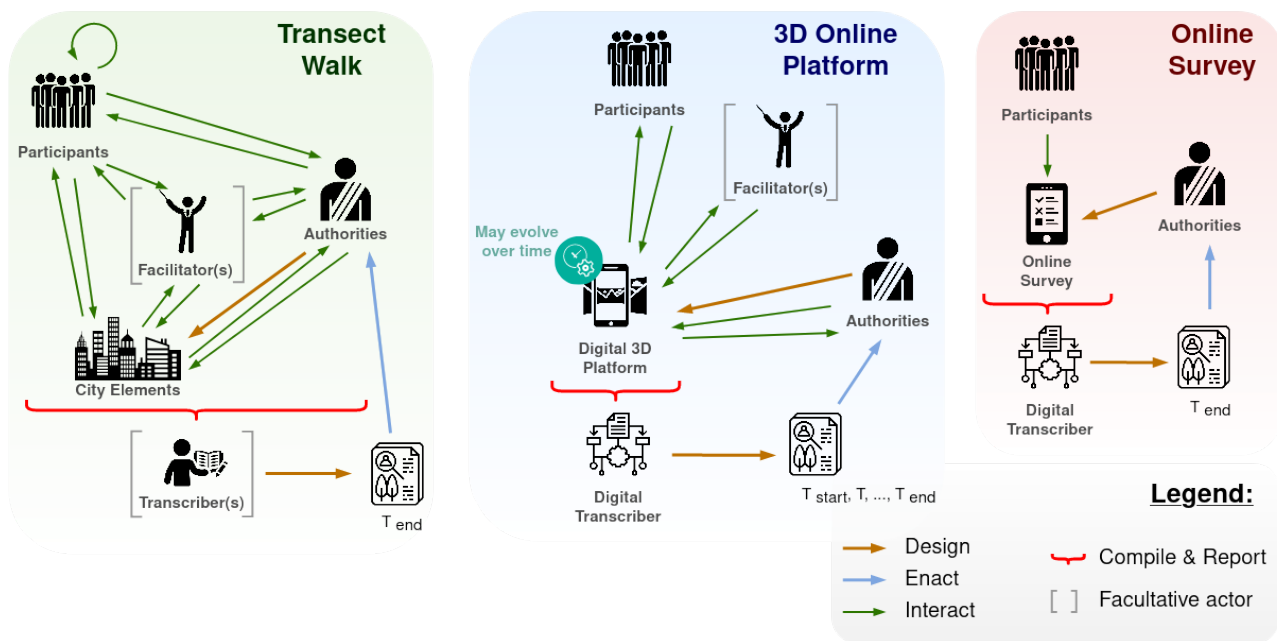 Transect
Walk
Participants
Authorities
Facilitator(s)
City Elements
Transcriber(s)
T end
3D Online
Platform
Participants
Facilitator(s)
May evolve
over time
Authorities
Digital 3D
Platform
Digital
Transcriber
T start, T, ..., T end
Online
Survey
Participants
Authorities
Online
Survey
Digital
Transcriber
T end
Legend:
Design
Enact
Interact
Compile & Report
[ ] Facultative actor